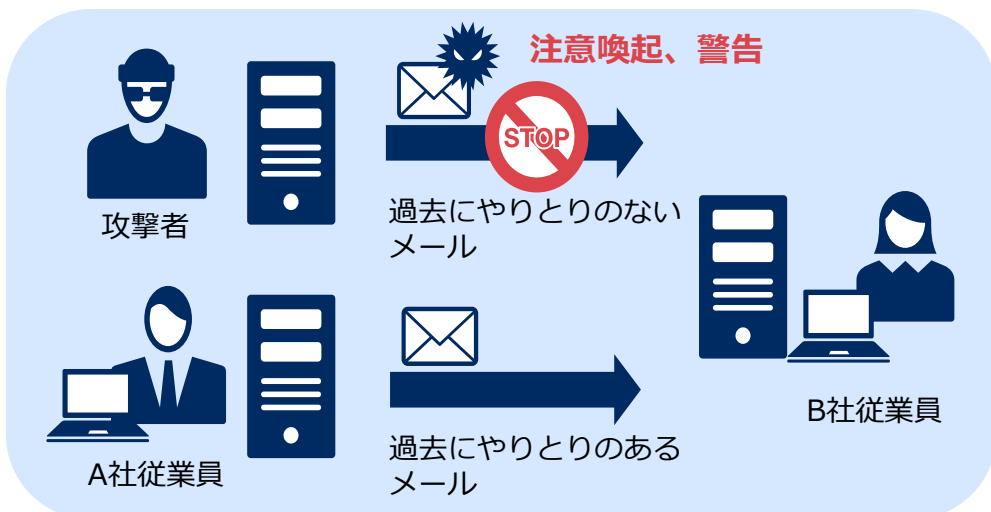 注意喚起、警告
STOP
攻撃者
過去にやりとりのない
メール
A社従業員
過去にやりとりのある
メール
B社従業員